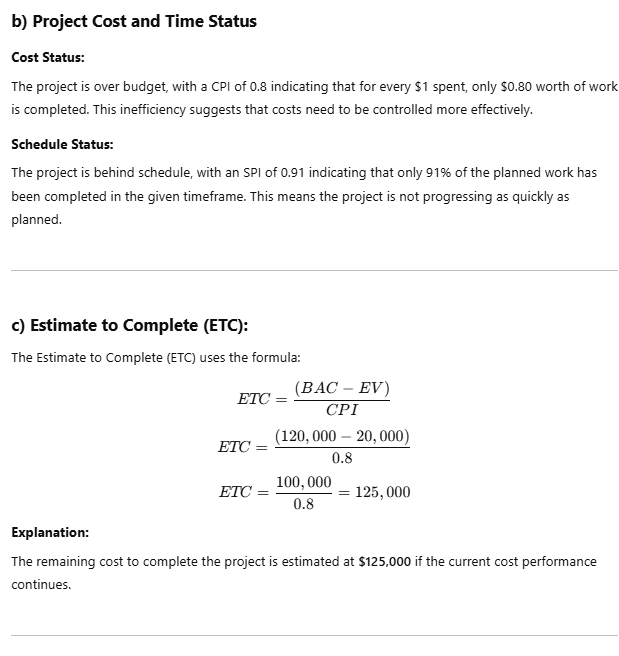 b) Project Cost and Time Status
Cost Status:
The project is over budget, with a CPI of 0.8 indicating that for every $1 spent, only $0.80 worth of work
is completed. This inefficiency suggests that costs need to be controlled more effectively.
Schedule Status:
The project is behind schedule, with an SPI of 0.91 indicating that only 91% of the planned work has
been completed in the given timeframe. This means the project is not progressing as quickly as
planned.
c) Estimate to Complete (ETC):
The Estimate to Complete (ETC) uses the formula:
ETC = (BAC − EV) / CPI
ETC = (120, 000 − 20, 000) / 0.8
ETC = 100, 000 / 0.8 = 125, 000
Explanation:
The remaining cost to complete the project is estimated at $125,000 if the current cost performance
continues.